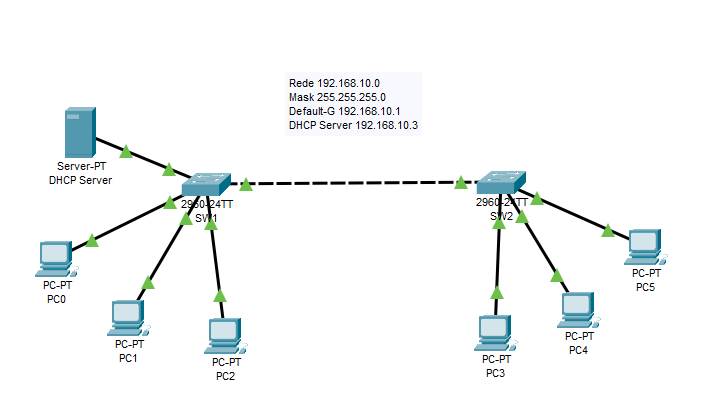 Rede 192.168.10.0
Mask 255.255.255.0
Default-G 192.168.10.1
DHCP Server 192.168.10.3
Server-PT
DHCP Server
2960-24TT
SW1
2960-24TT
SW2
PC-PT
PC0
PC-PT
PC1
PC-PT
PC2
PC-PT
PC3
PC-PT
PC4
PC-PT
PC5